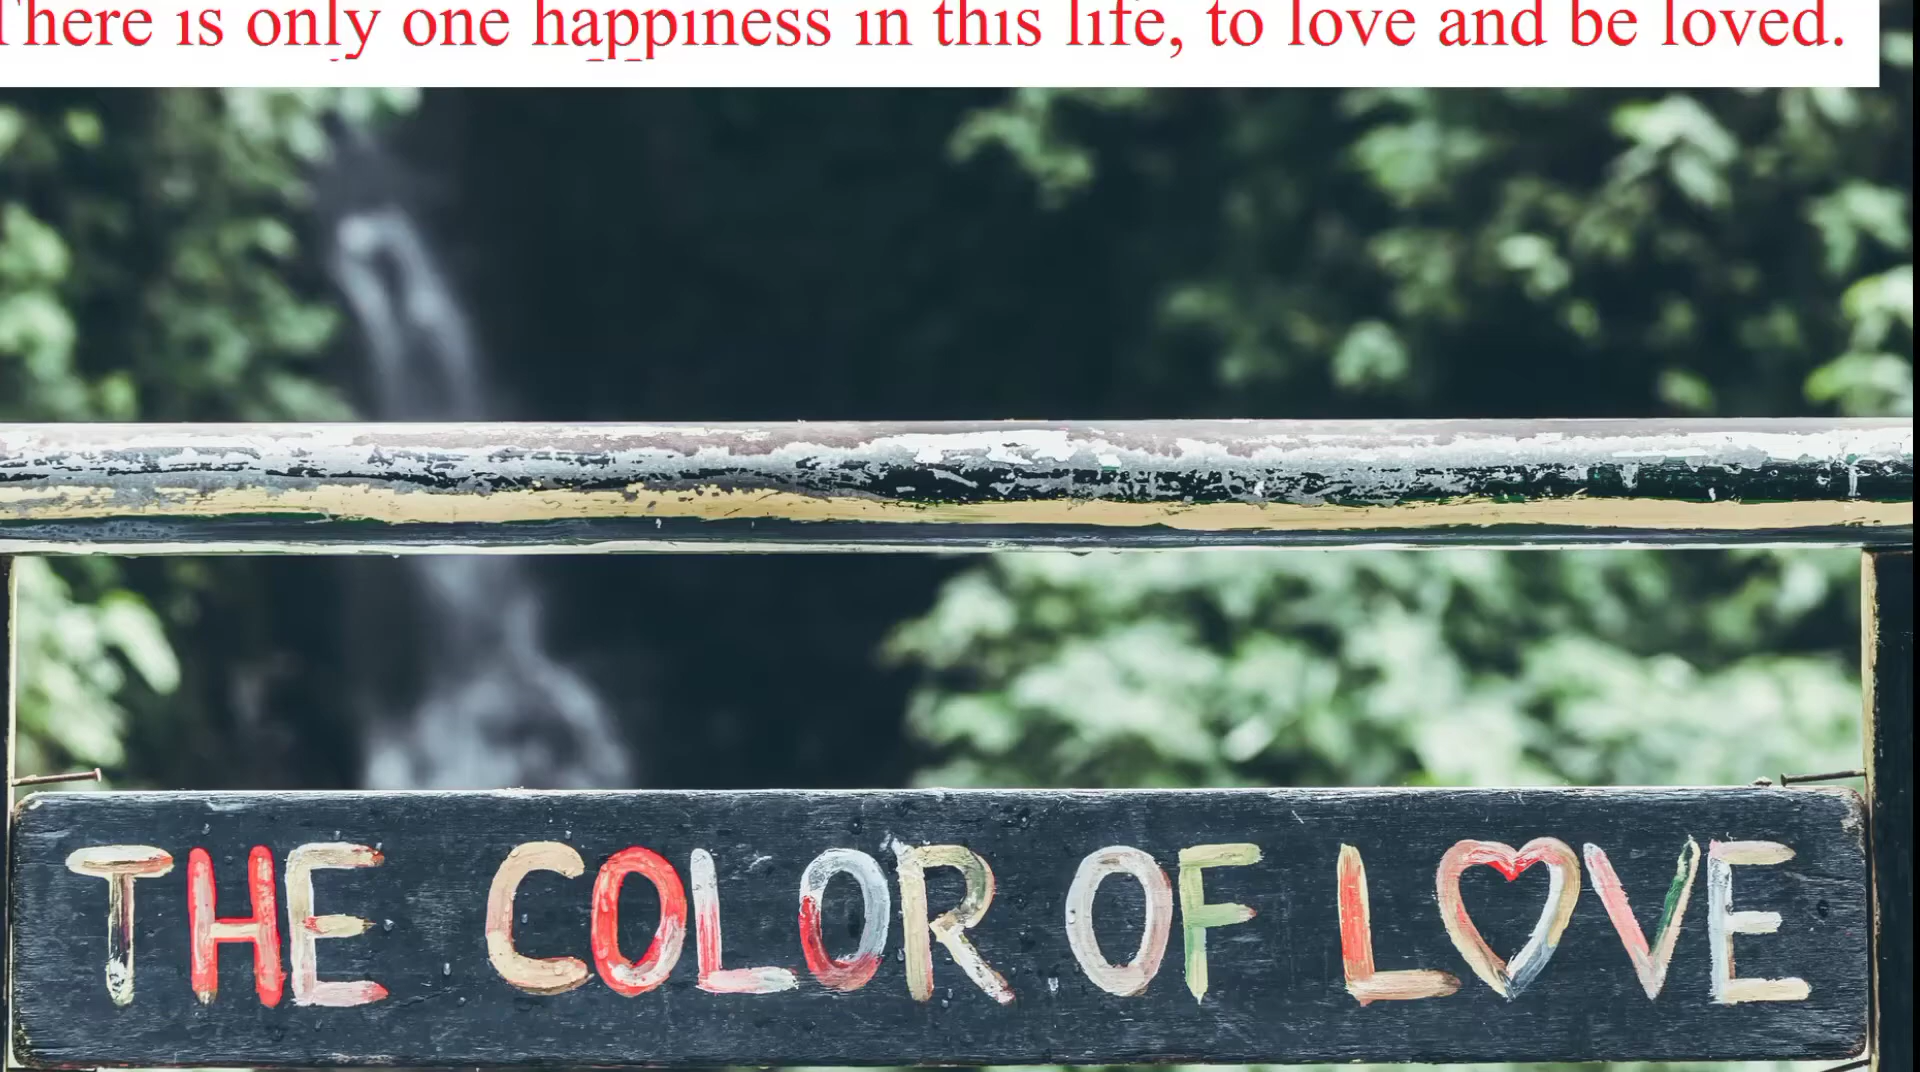 There is only one happiness in this life, to love and be loved.
THE COLOR OF LOVE